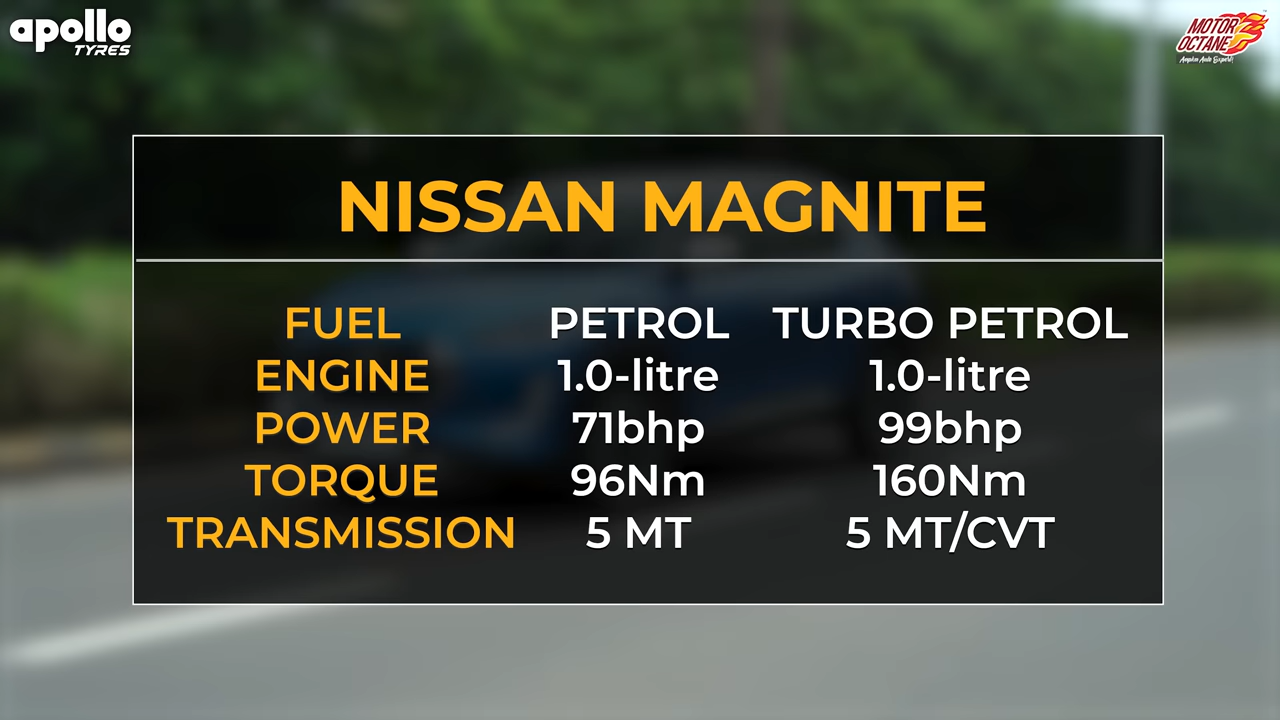 apollo
TYRES
MOTOR
OCTANE
NISSAN MAGNITE
FUEL PETROL TURBO PETROL
ENGINE 1.0-litre 1.0-litre
POWER 71bhp 99bhp
TORQUE 96Nm 160Nm
TRANSMISSION 5 MT 5 MT/CVT